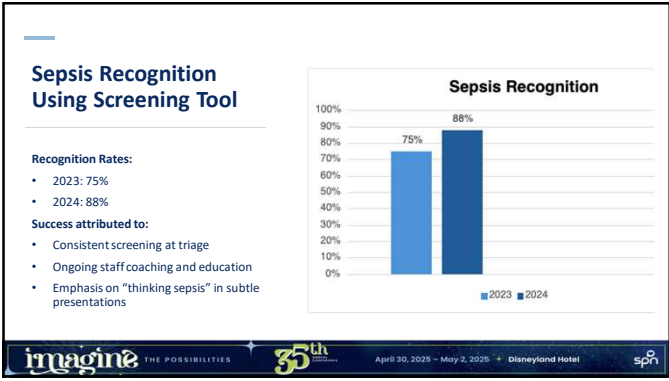 Sepsis Recognition
Using Screening Tool
Recognition Rates:
• 2023: 75%
• 2024: 88%
Success attributed to:
• Consistent screening at triage
• Ongoing staff coaching and education
• Emphasis on “thinking sepsis” in subtle
presentations
Sepsis Recognition
100%
90%
80%
70%
60%
50%
40%
30%
20%
10%
0%
75%
88%
2023 2024
imagine THE POSSIBILITIES
35th
ANNUAL
CONFERENCE
April 30, 2025 – May 2, 2025 + Disneyland Hotel
spn